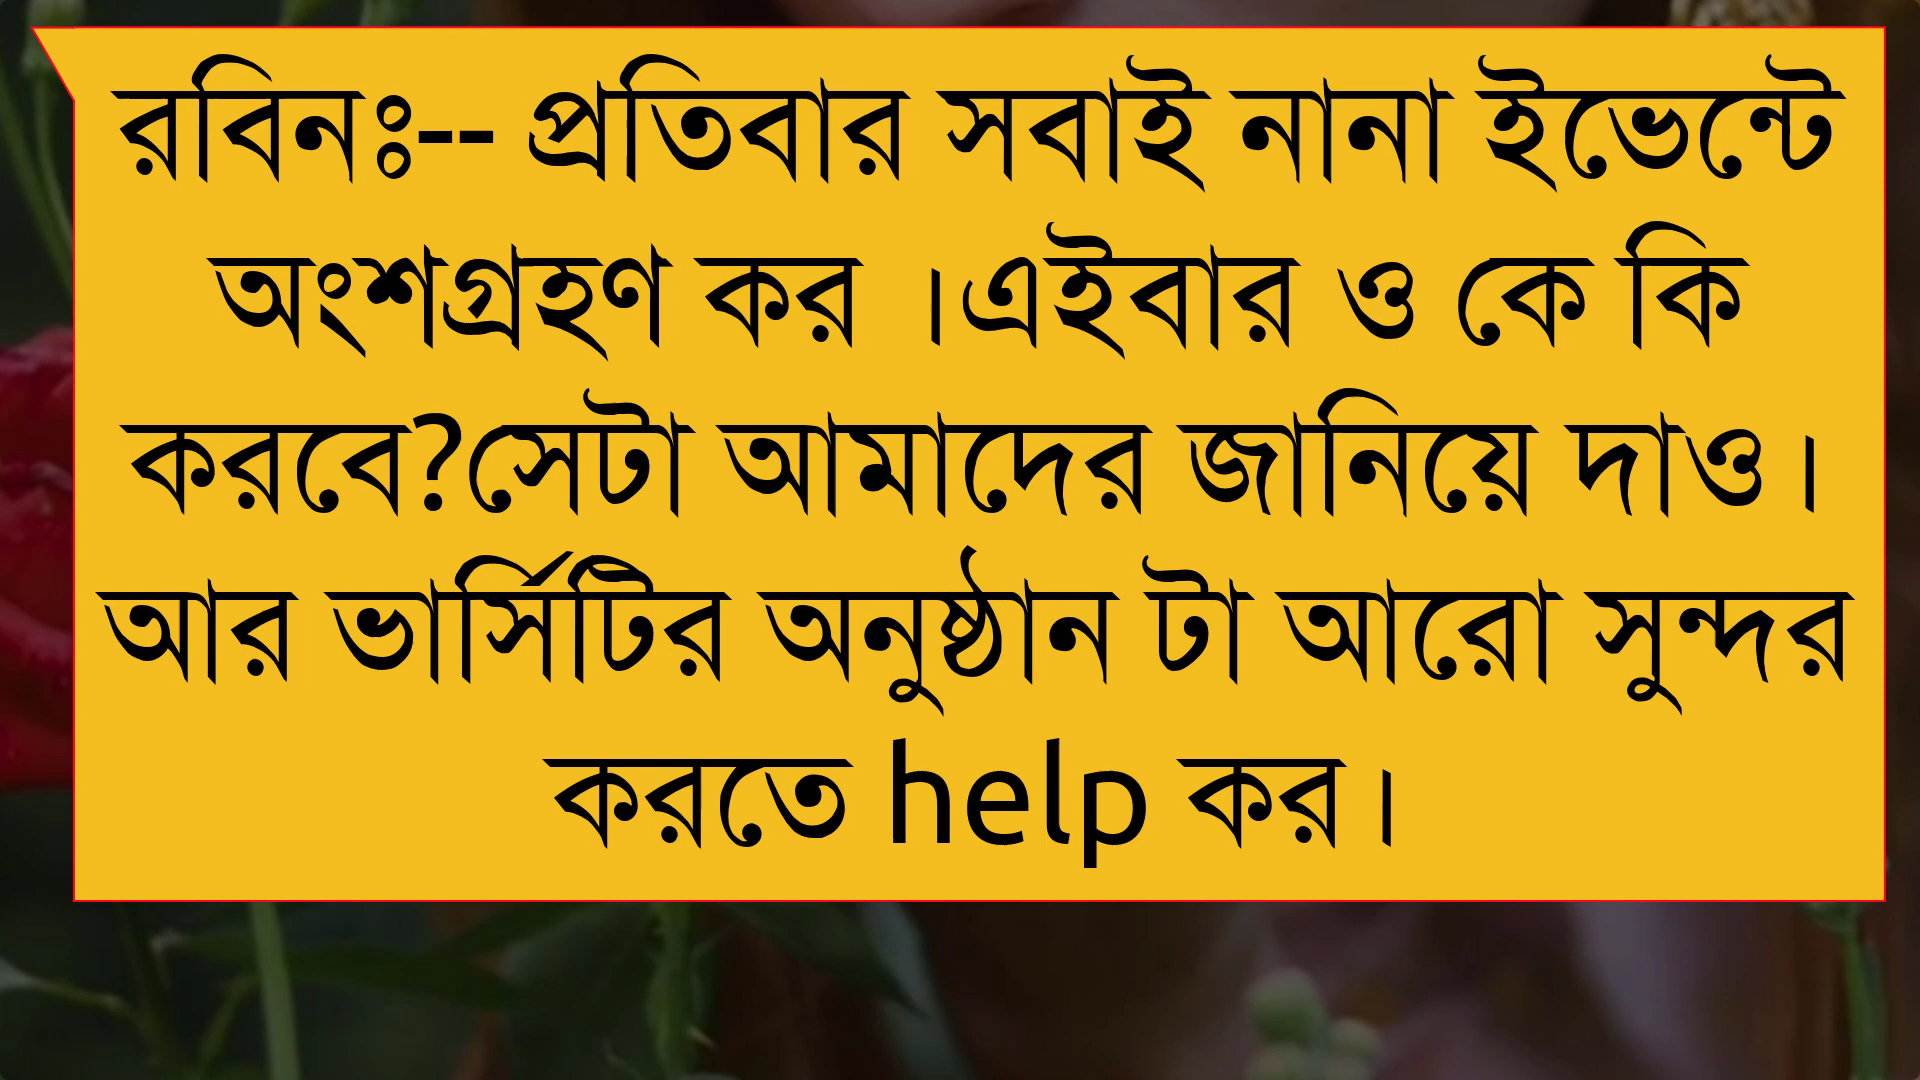 রবিনঃ-- প্রতিবার সবাই নানা ইভেন্টে
অংশগ্রহণ কর ।এইবার ও কে কি
করবে?সেটা আমাদের জানিয়ে দাও।
আর ভার্সিটির অনুষ্ঠান টা আরো সুন্দর
করতে help কর।